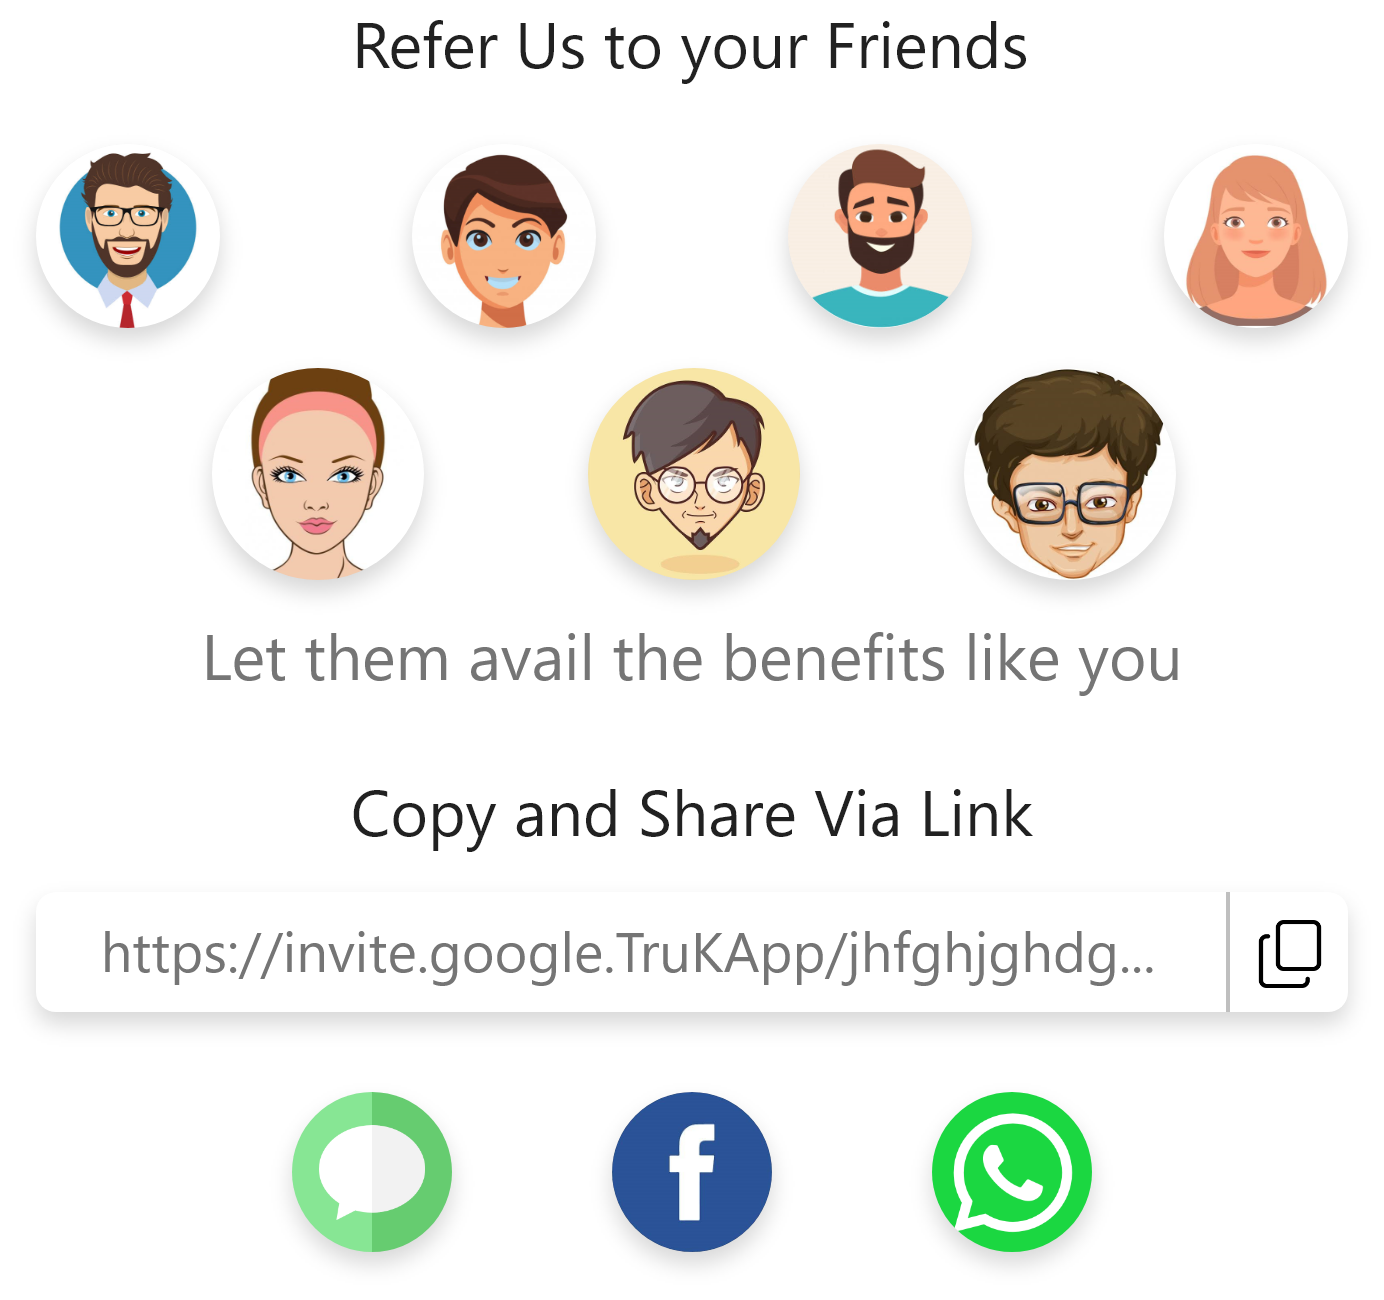 Refer Us to your Friends
Let them avail the benefits like you
Copy and Share Via Link
https://invite.google.TruKApp/jhfghjghdg...